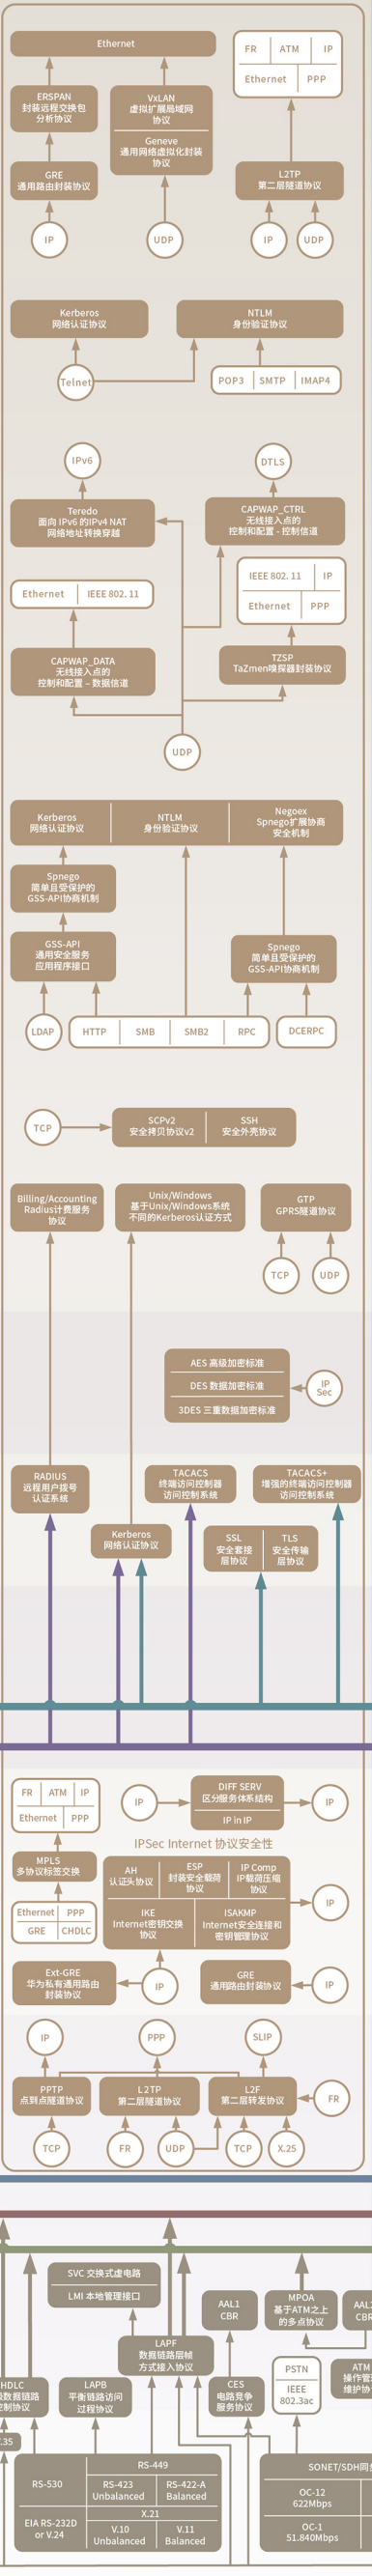 Ethernet
FR
ATM
IP
Ethernet
PPP
ERSPAN
封装远程交换包
分析协议
VxLAN
虚拟扩展局域网
协议
Geneve
通用网络虚拟化封装
协议
GRE
通用路由封装协议
L2TP
第二层隧道协议
IP
UDP
IP
UDP
Kerberos
网络认证协议
NTLM
身份验证协议
Telnet
POP3
SMTP
IMAP4
IPv6
DTLS
Teredo
面向 IPv6 的IPv4 NAT
网络地址转换穿越
CAPWAP_CTRL
无线接入点的
控制和配置 - 控制信道
Ethernet
IEEE 802. 11
IEEE 802. 11
IP
Ethernet
PPP
CAPWAP_DATA
无线接入点的
控制和配置 – 数据信道
TZSP
TaZmen嗅探器封装协议
UDP
Kerberos
网络认证协议
NTLM
身份验证协议
Negoex
Spnego扩展协商
安全机制
Spnego
简单且受保护的
GSS-API协商机制
GSS-API
通用安全服务
应用程序接口
Spnego
简单且受保护的
GSS-API协商机制
LDAP
HTTP
SMB
SMB2
RPC
DCERPC
TCP
SCPv2
安全拷贝协议v2
SSH
安全外壳协议
Billing/Accounting
Radius计费服务
协议
Unix/Windows
基于Unix/Windows系统
不同的Kerberos认证方式
GTP
GPRS隧道协议
TCP
UDP
AES 高级加密标准
DES 数据加密标准
3DES 三重数据加密标准
IP
Sec
RADIUS
远程用户拨号
认证系统
TACACS
终端访问控制器
访问控制系统
TACACS+
增强的终端访问控制器
访问控制系统
Kerberos
网络认证协议
SSL
安全套接
层协议
TLS
安全传输
层协议
FR
ATM
IP
Ethernet
PPP
IP
DIFF SERV
区分服务体系结构
IP in IP
IP
IPSec Internet 协议安全性
MPLS
多协议标签交换
AH
认证头协议
ESP
封装安全载荷
协议
IP Comp
IP载荷压缩
协议
IKE
Internet密钥交换
协议
ISAKMP
Internet安全连接和
密钥管理协议
IP
Ethernet
PPP
GRE
CHDLC
Ext-GRE
华为私有通用路由
封装协议
IP
GRE
通用路由封装协议
IP
IP
PPP
SLIP
PPTP
点到点隧道协议
L2TP
第二层隧道协议
L2F
第二层转发协议
FR
TCP
FR
UDP
TCP
X.25
SVC 交换式虚电路
LMI 本地管理接口
AAL1
CBR
MPOA
基于ATM之上
的多点协议
AAL
CBR
LAPF
数据链路层帧
方式接入协议
PSTN
IEEE
802.3ac
ATM
操作管
维护协
HDLC
数据链路
控制协议
LAPB
平衡链路访问
过程协议
CES
电路竞争
服务协议
.35
RS-530
RS-449
RS-423
Unbalanced
RS-422-A
Balanced
EIA RS-232D
or V.24
X.21
V.10
Unbalanced
V.11
Balanced
SONET/SDH同
OC-12
622Mbps
OC-1
51.840Mbps